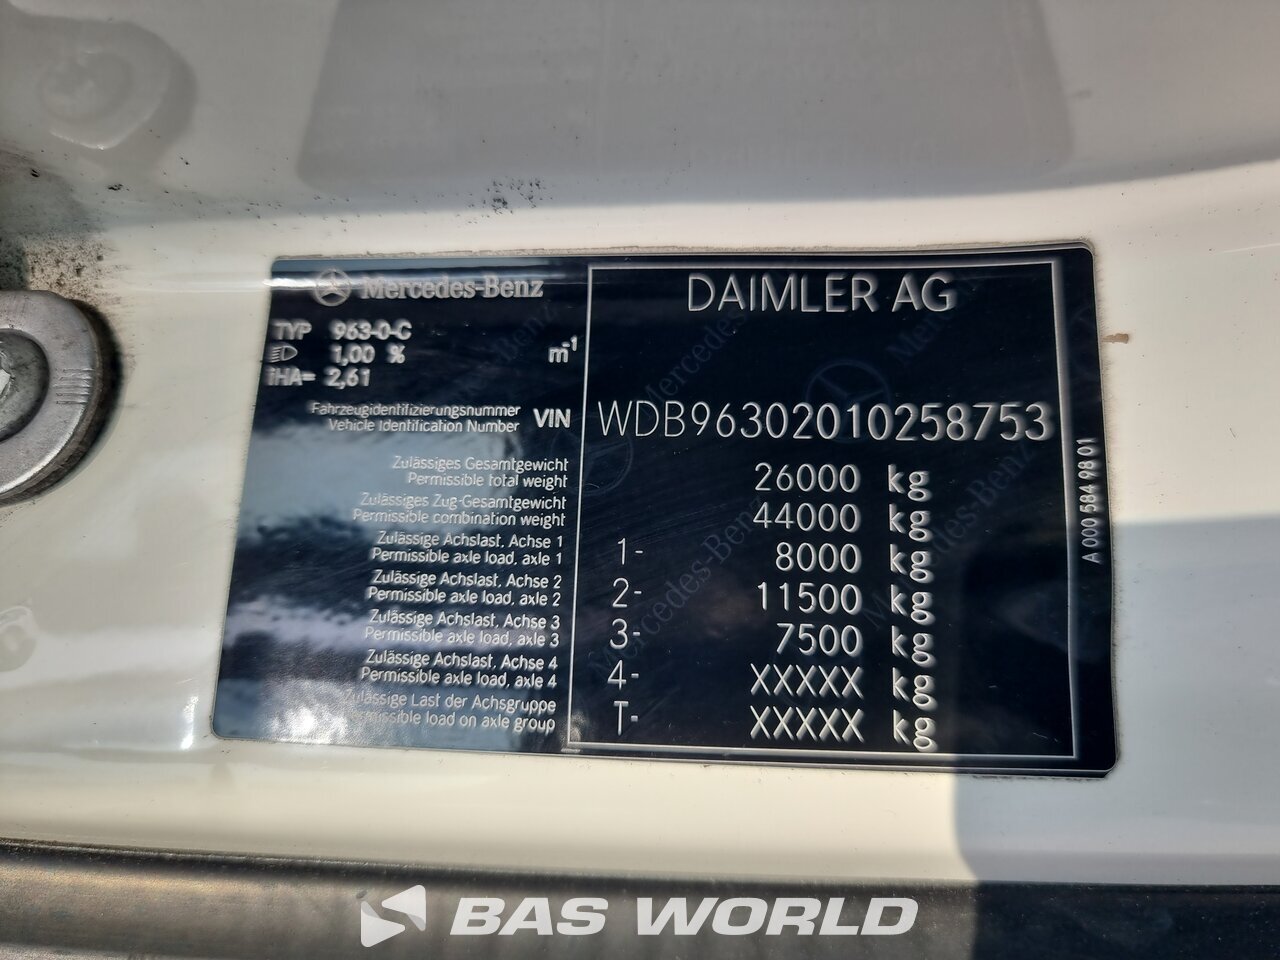 Mercedes-Benz
DAIMLER AG
TYP 963-0-C
1,00 % m-1
iHA= 2,61
Fahrzeugidentifizierungsnummer
Vehicle Identification Number
VIN WDB96302010258753
Zulässiges Gesamtgewicht
Permissible total weight
26000 kg
Zulässiges Zug-Gesamtgewicht
Permissible combination weight
44000 kg
Zulässige Achslast, Achse 1
Permissible axle load, axle 1
1- 8000 kg
Zulässige Achslast, Achse 2
Permissible axle load, axle 2
2- 11500 kg
Zulässige Achslast, Achse 3
Permissible axle load, axle 3
3- 7500 kg
Zulässige Achslast, Achse 4
Permissible axle load, axle 4
4- XXXXX kg
Zulässige Last der Achsgruppe
Permissible load on axle group
T- XXXXX kg
A 000 584 98 01
BAS WORLD